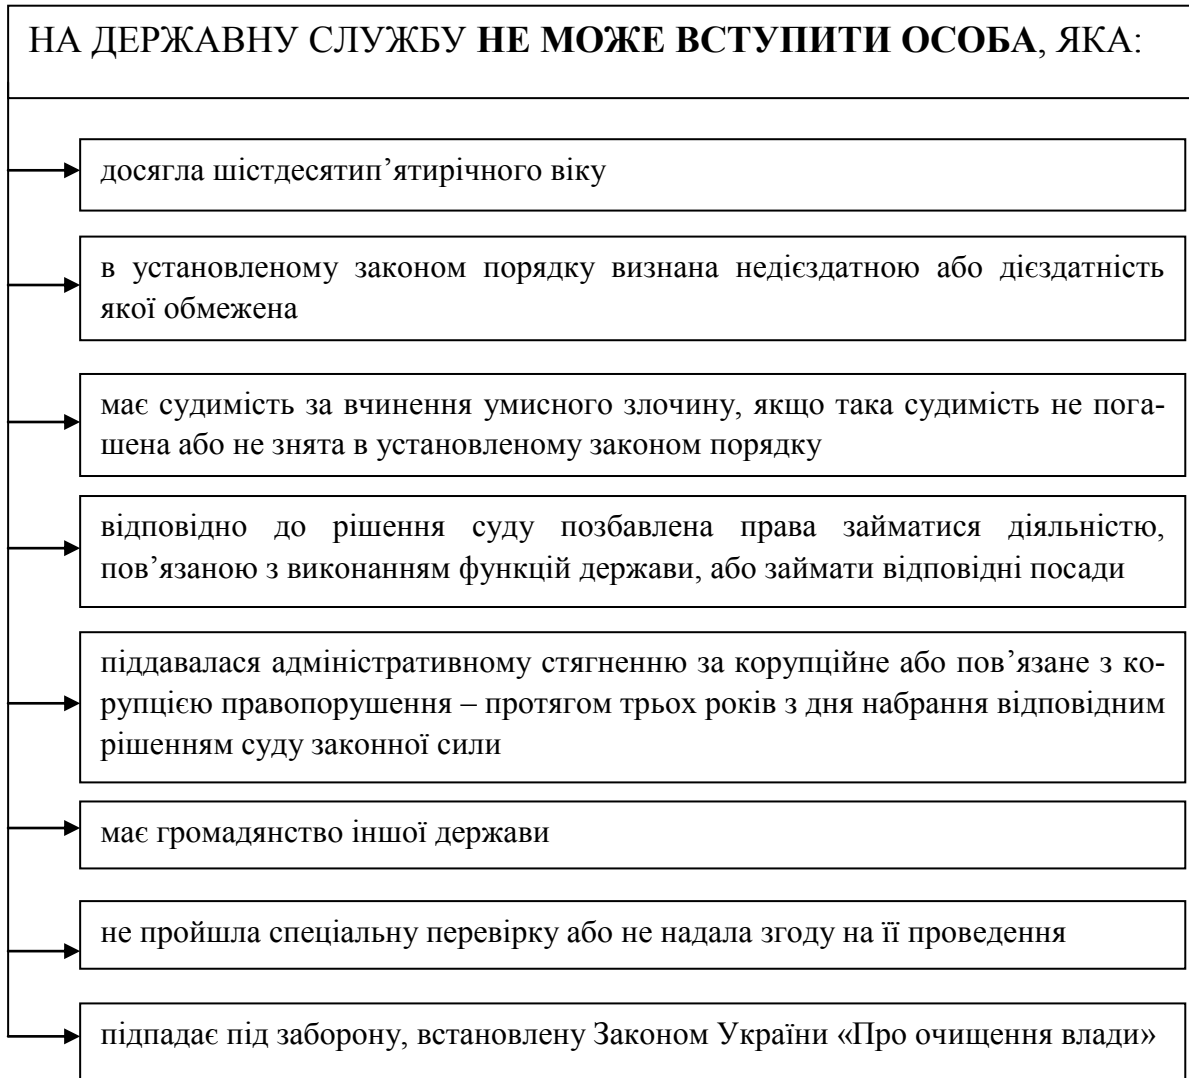 НА ДЕРЖАВНУ СЛУЖБУ НЕ МОЖЕ ВСТУПИТИ ОСОБА, ЯКА:
досягла шістдесятип’ятирічного віку
в установленому законом порядку визнана недієздатною або дієздатність
якої обмежена
має судимість за вчинення умисного злочину, якщо така судимість не пога-
шена або не знята в установленому законом порядку
відповідно до рішення суду позбавлена права займатися діяльністю,
пов’язаною з виконанням функцій держави, або займати відповідні посади
піддавалася адміністративному стягненню за корупційне або пов’язане з ко-
рупцією правопорушення – протягом трьох років з дня набрання відповідним
рішенням суду законної сили
має громадянство іншої держави
не пройшла спеціальну перевірку або не надала згоду на її проведення
підпадає під заборону, встановлену Законом України «Про очищення влади»